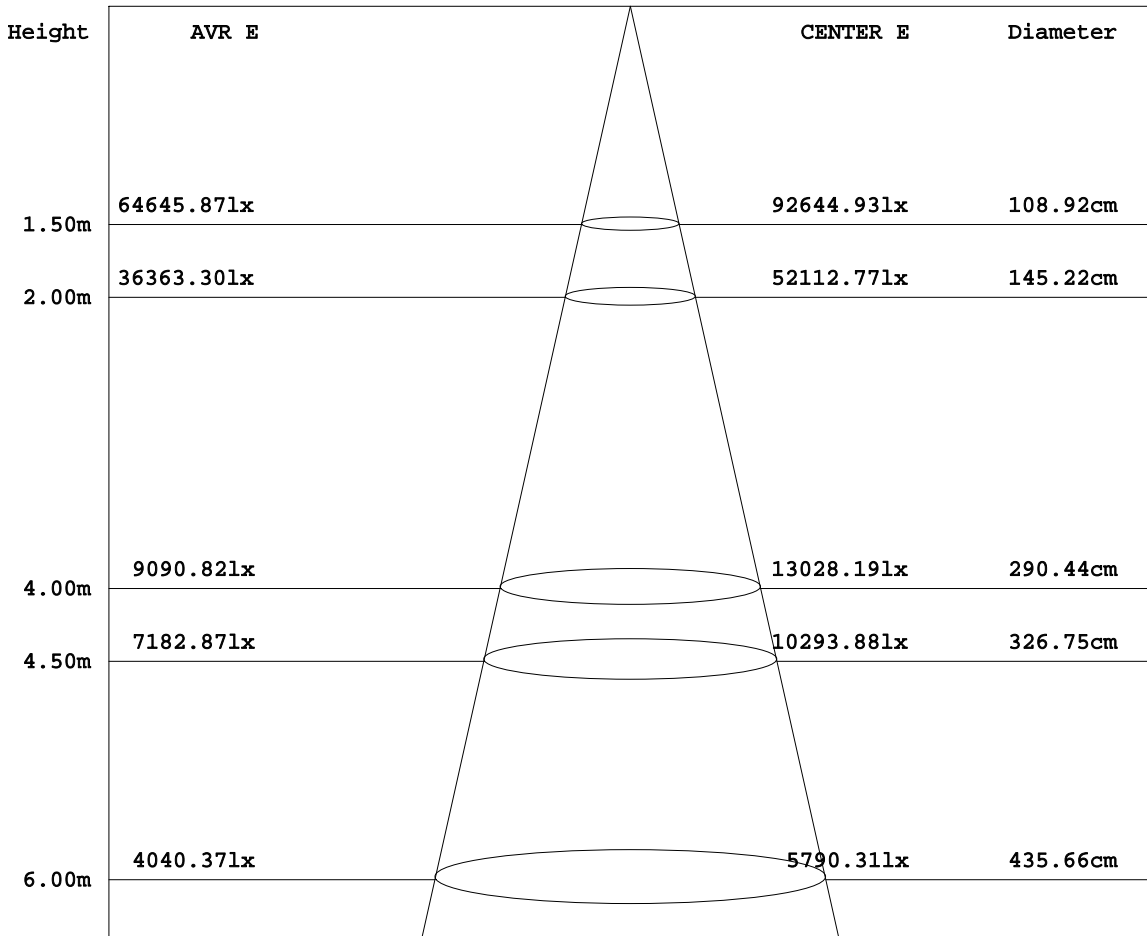 Height AVR E CENTER E Diameter
64645.87lx 92644.93lx 108.92cm
1.50m
36363.30lx 52112.77lx 145.22cm
2.00m
9090.82lx 13028.19lx 290.44cm
4.00m
7182.87lx 10293.88lx 326.75cm
4.50m
4040.37lx 5790.31lx 435.66cm
6.00m